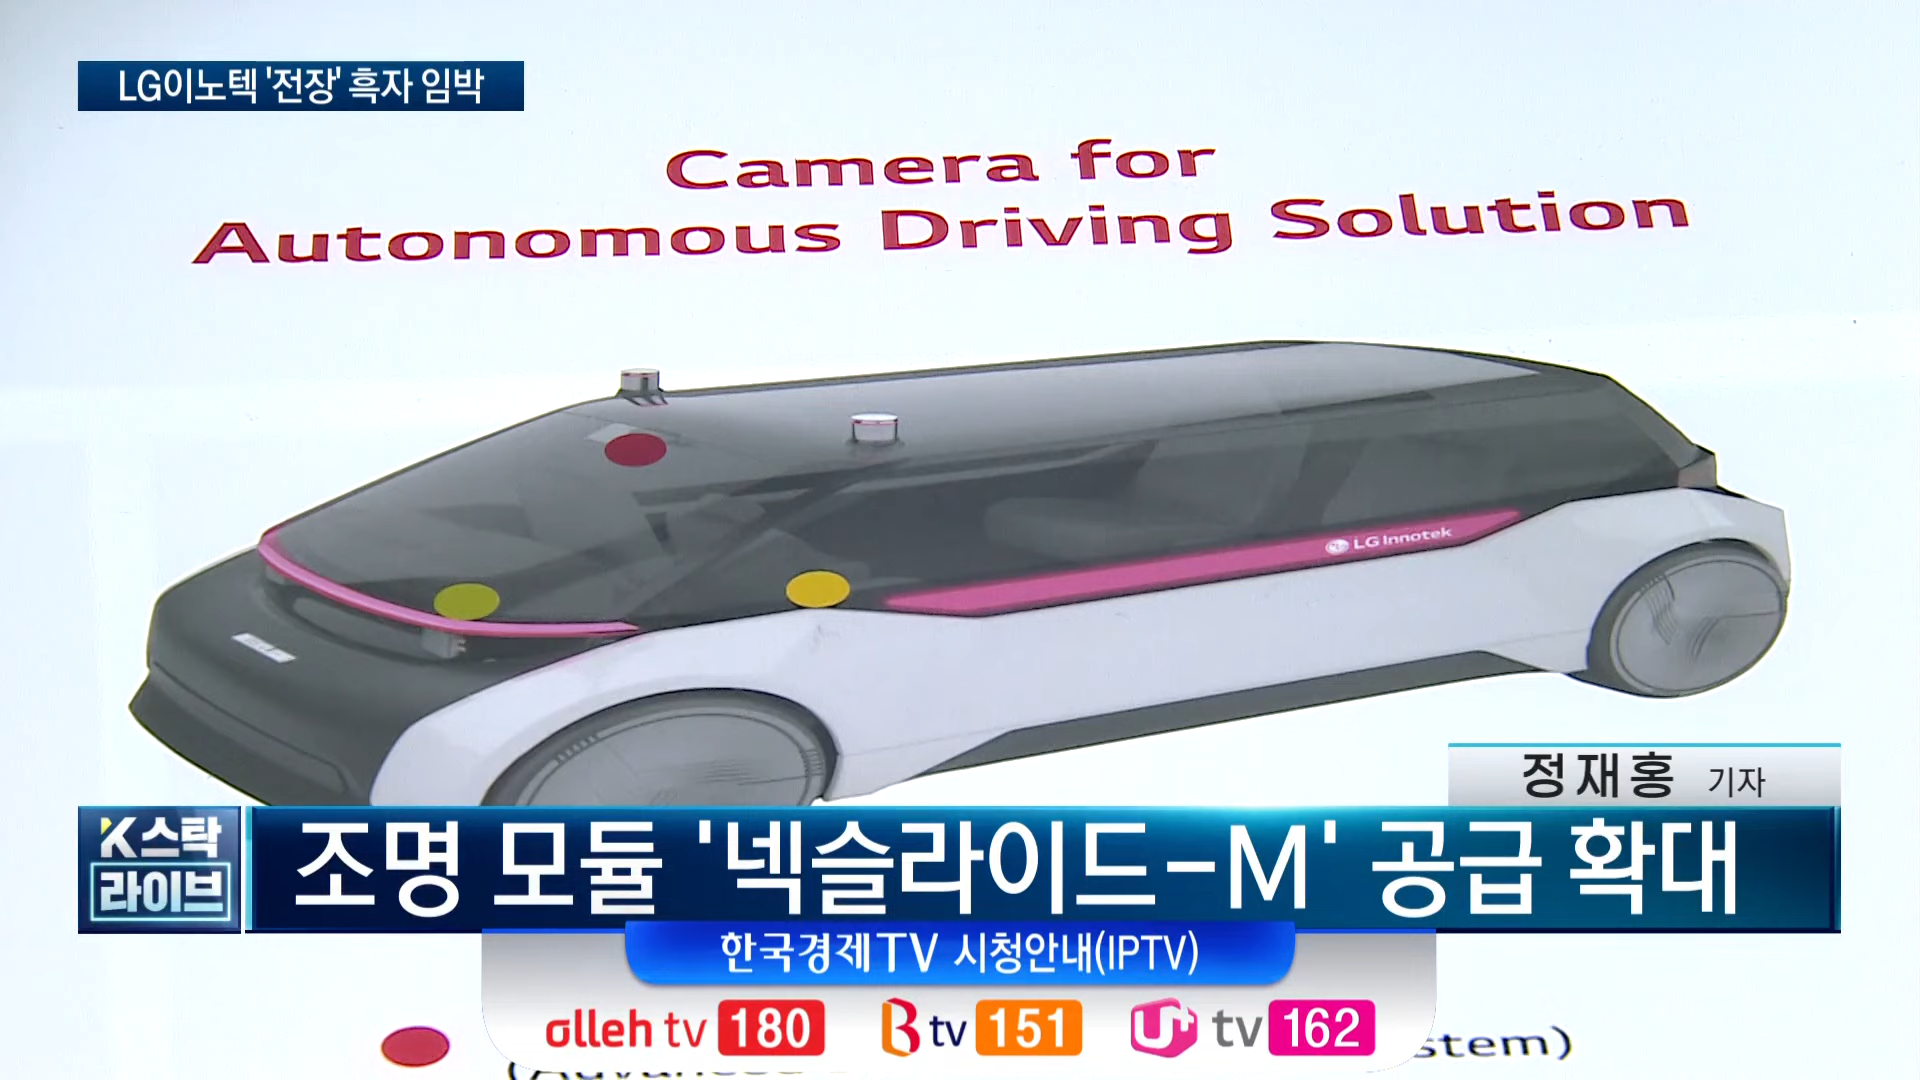 LG이노텍 '전장' 흑자 임박
Camera for
Autonomous Driving Solution
LG Innotek
정재홍 기자
K스탁
라이브
조명 모듈 '넥슬라이드-M' 공급 확대
한국경제TV 시청안내(IPTV)
olleh tv 180 B tv 151 U+ tv 162
stem)